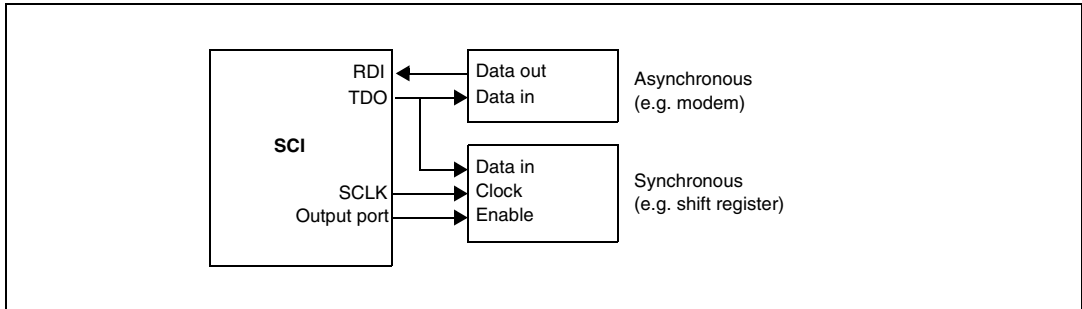 RDI
TDO
SCI
SCLK
Output port
Data out
Data in
Asynchronous
(e.g. modem)
Data in
Clock
Enable
Synchronous
(e.g. shift register)